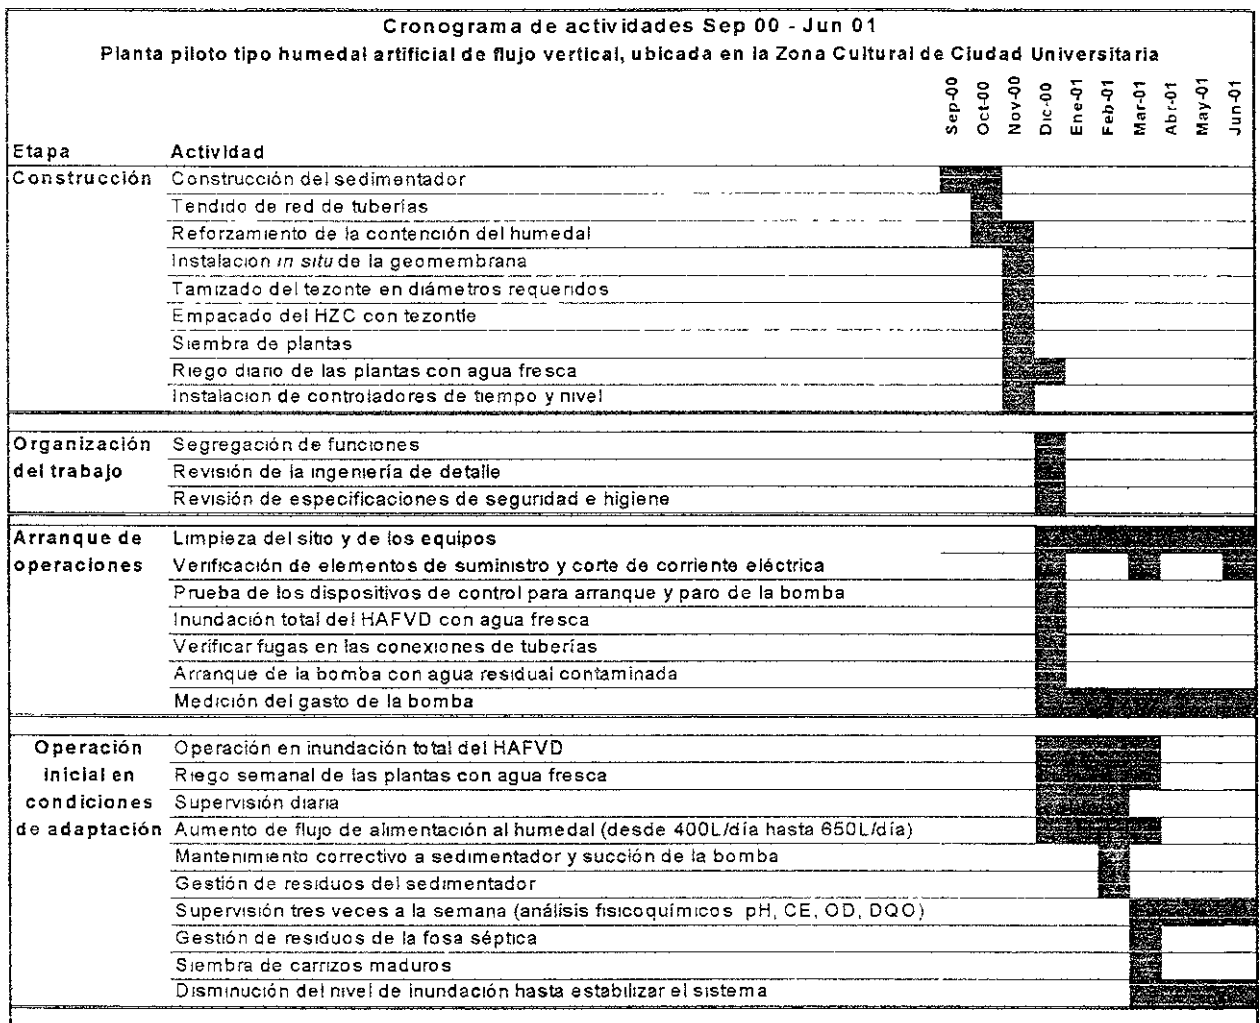 Cronograma de actividades Sep 00 - Jun 01
Planta piloto tipo humedal artificial de flujo vertical, ubicada en la Zona Cultural de Ciudad Universitaria
Sep-00 Oct-00 Nov-00 Dic-00 Ene-01 Feb-01 Mar-01 Abr-01 May-01 Jun-01
Etapa Actividad
Construcción Construcción del sedimentador
Tendido de red de tuberías
Reforzamiento de la contención del humedal
Instalacion in situ de la geomembrana
Tamizado del tezonte en diámetros requeridos
Empacado del HZC con tezontle
Siembra de plantas
Riego diario de las plantas con agua fresca
Instalacion de controladores de tiempo y nivel
Organización Segregación de funciones
del trabajo Revisión de la ingeniería de detalle
Revisión de especificaciones de seguridad e higiene
Arranque de Limpieza del sitio y de los equipos
operaciones Verificación de elementos de suministro y corte de corriente eléctrica
Prueba de los dispositivos de control para arranque y paro de la bomba
Inundación total del HAFVD con agua fresca
Verificar fugas en las conexiones de tuberías
Arranque de la bomba con agua residual contaminada
Medición del gasto de la bomba
Operación Operación en inundación total del HAFVD
inicial en Riego semanal de las plantas con agua fresca
condiciones Supervisión diaria
de adaptación Aumento de flujo de alimentación al humedal (desde 400L/día hasta 650L/día)
Mantenimiento correctivo a sedimentador y succión de la bomba
Gestión de residuos del sedimentador
Supervisión tres veces a la semana (análisis fisicoquímicos pH, CE, OD, DQO)
Gestión de residuos de la fosa séptica
Siembra de carrizos maduros
Disminución del nivel de inundación hasta estabilizar el sistema